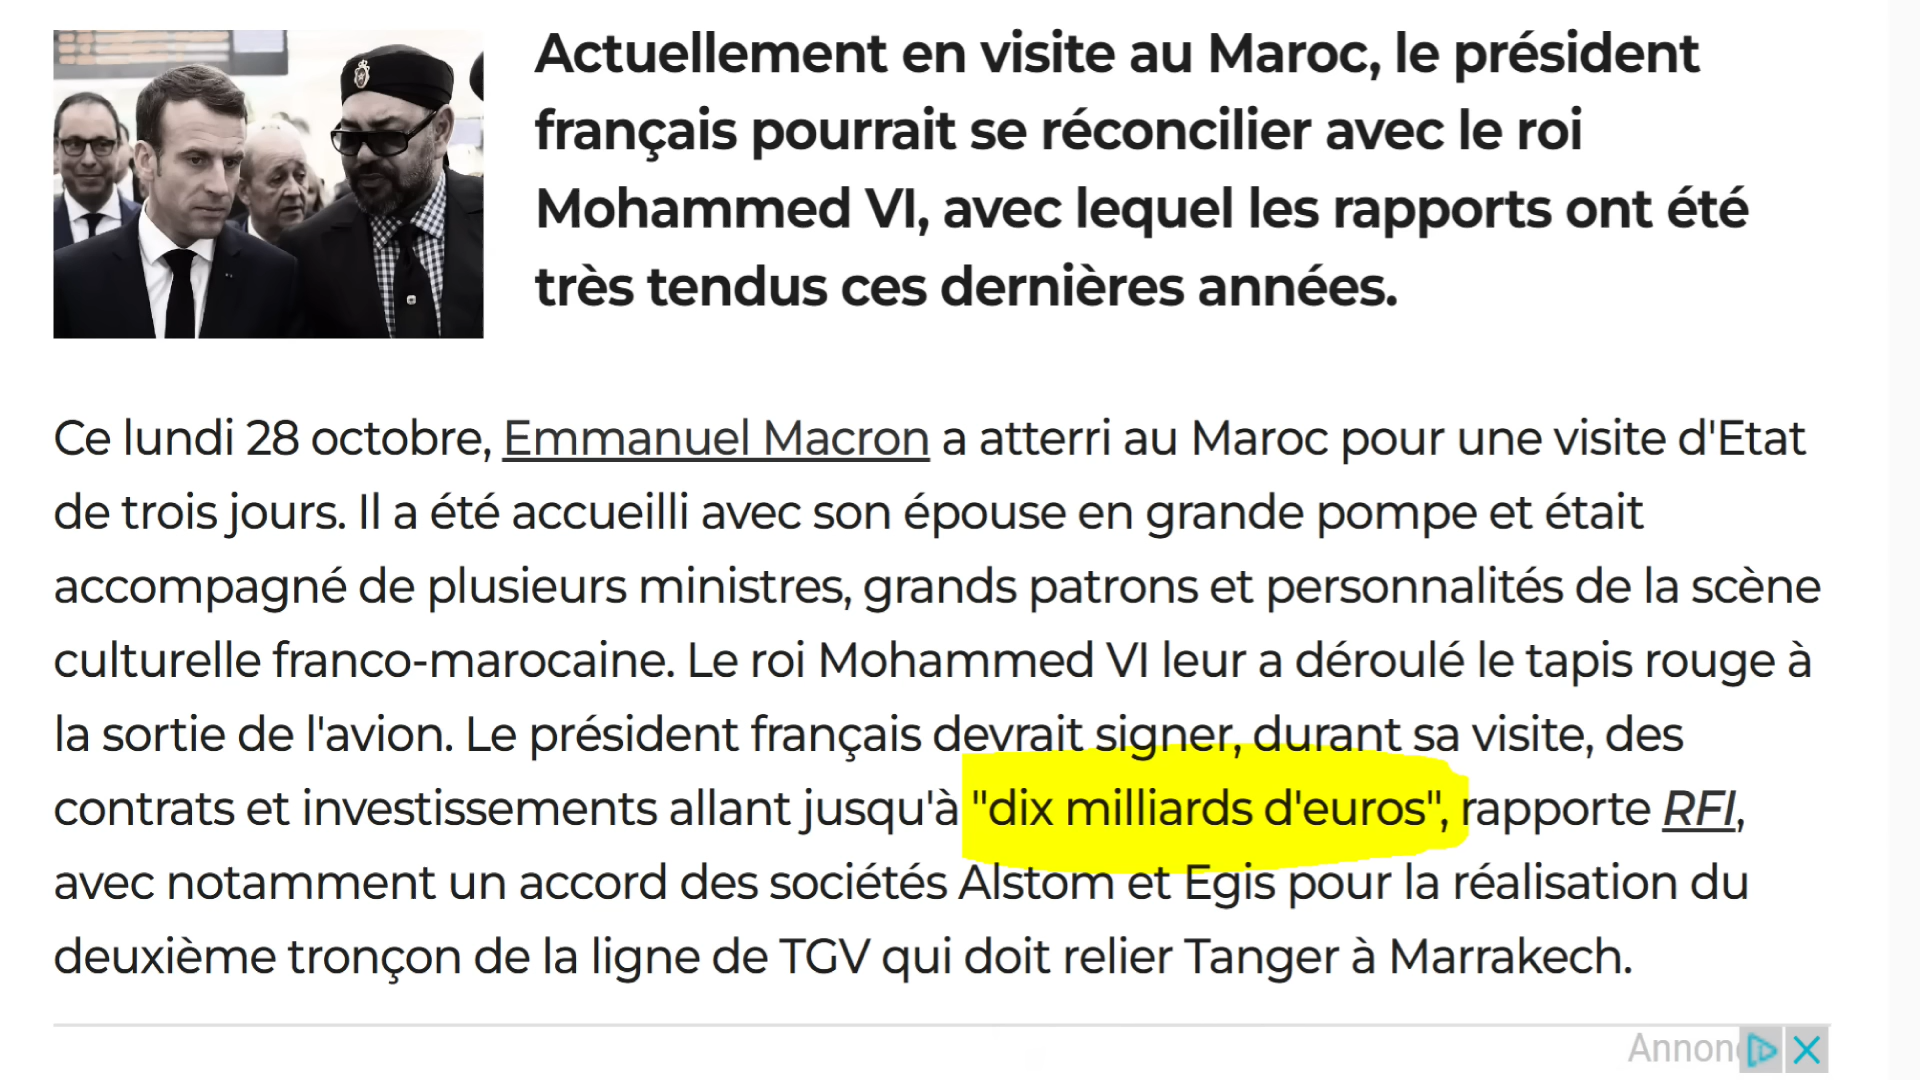 Actuellement en visite au Maroc, le président
français pourrait se réconcilier avec le roi
Mohammed VI, avec lequel les rapports ont été
très tendus ces dernières années.
Ce lundi 28 octobre, Emmanuel Macron a atterri au Maroc pour une visite d'Etat
de trois jours. Il a été accueilli avec son épouse en grande pompe et était
accompagné de plusieurs ministres, grands patrons et personnalités de la scène
culturelle franco-marocaine. Le roi Mohammed VI leur a déroulé le tapis rouge à
la sortie de l'avion. Le président français devrait signer, durant sa visite, des
contrats et investissements allant jusqu'à "dix milliards d'euros", rapporte RFI,
avec notamment un accord des sociétés Alstom et Egis pour la réalisation du
deuxième tronçon de la ligne de TGV qui doit relier Tanger à Marrakech.